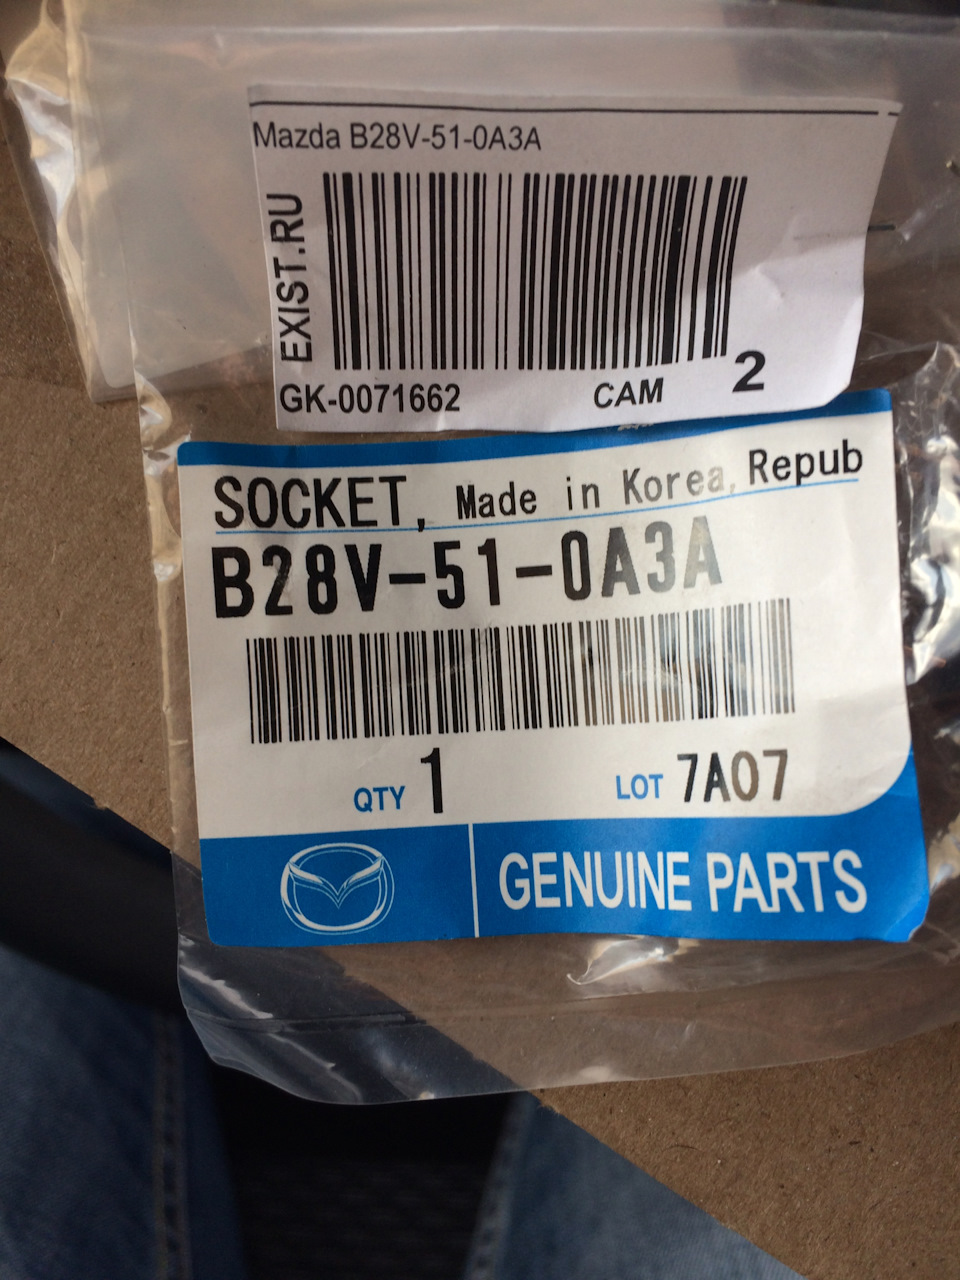 Mazda B28V-51-0A3A
EXIST.RU
GK-0071662 CAM 2
SOCKET, Made in Korea, Repub
B28V-51-0A3A
QTY 1 LOT 7A07
GENUINE PARTS